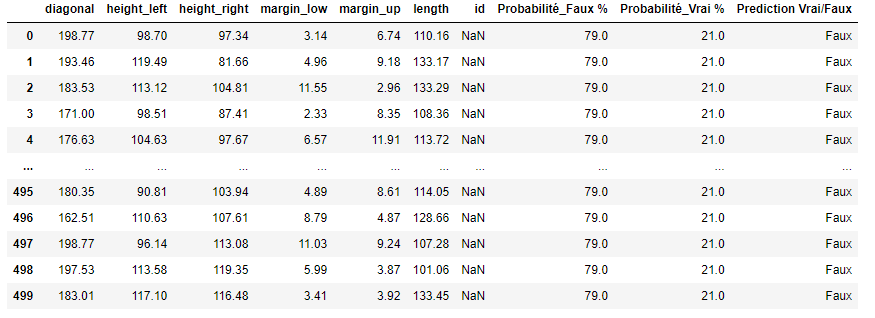 diagonal height_left height_right margin_low margin_up length id Probabilité_Faux % Probabilité_Vrai % Prediction Vrai/Faux
0 198.77 98.70 97.34 3.14 6.74 110.16 NaN 79.0 21.0 Faux
1 193.46 119.49 81.66 4.96 9.18 133.17 NaN 79.0 21.0 Faux
2 183.53 113.12 104.81 11.55 2.96 133.29 NaN 79.0 21.0 Faux
3 171.00 98.51 87.41 2.33 8.35 108.36 NaN 79.0 21.0 Faux
4 176.63 104.63 97.67 6.57 11.91 113.72 NaN 79.0 21.0 Faux
... ... ... ... ... ... ... ... ... ... ...
495 180.35 90.81 103.94 4.89 8.61 114.05 NaN 79.0 21.0 Faux
496 162.51 110.63 107.61 8.79 4.87 128.66 NaN 79.0 21.0 Faux
497 198.77 96.14 113.08 11.03 9.24 107.28 NaN 79.0 21.0 Faux
498 197.53 113.58 119.35 5.99 3.87 101.06 NaN 79.0 21.0 Faux
499 183.01 117.10 116.48 3.41 3.92 133.45 NaN 79.0 21.0 Faux